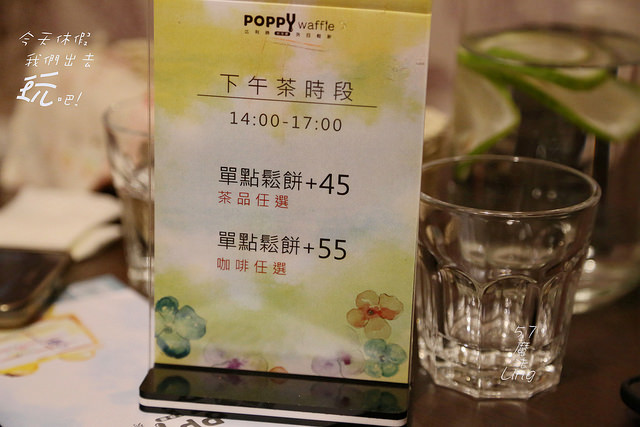 今天休假
我們出去
玩吧!
POPPY waffle
下午茶時段
14:00-17:00
單點鬆餅+45
茶品任選
單點鬆餅+55
咖啡任選
57
Ling